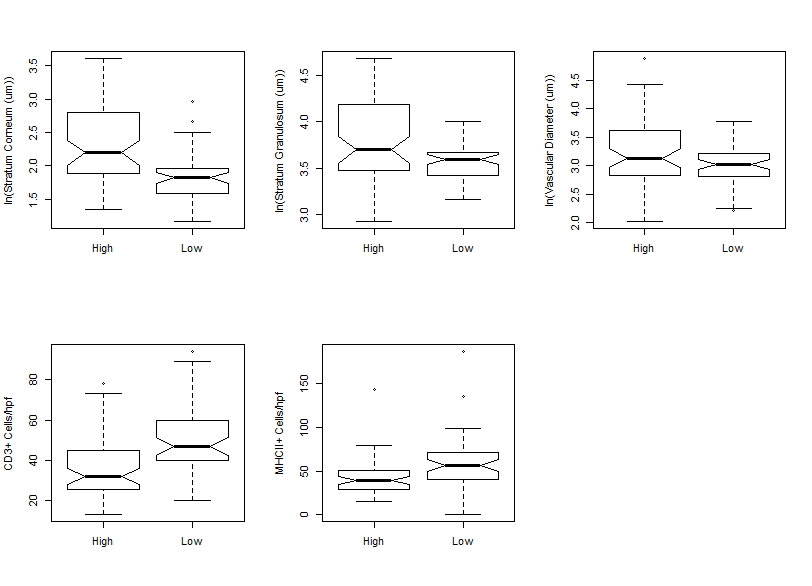 ln(Stratum Corneum (um))
3.5
3.0
2.5
2.0
1.5
High Low
ln(Stratum Granulosum (um))
4.5
4.0
3.5
3.0
High Low
ln(Vascular Diameter (um))
4.5
4.0
3.5
3.0
2.5
2.0
High Low
CD3+ Cells/hpf
80
60
40
20
High Low
MHCII+ Cells/hpf
150
100
50
0
High Low